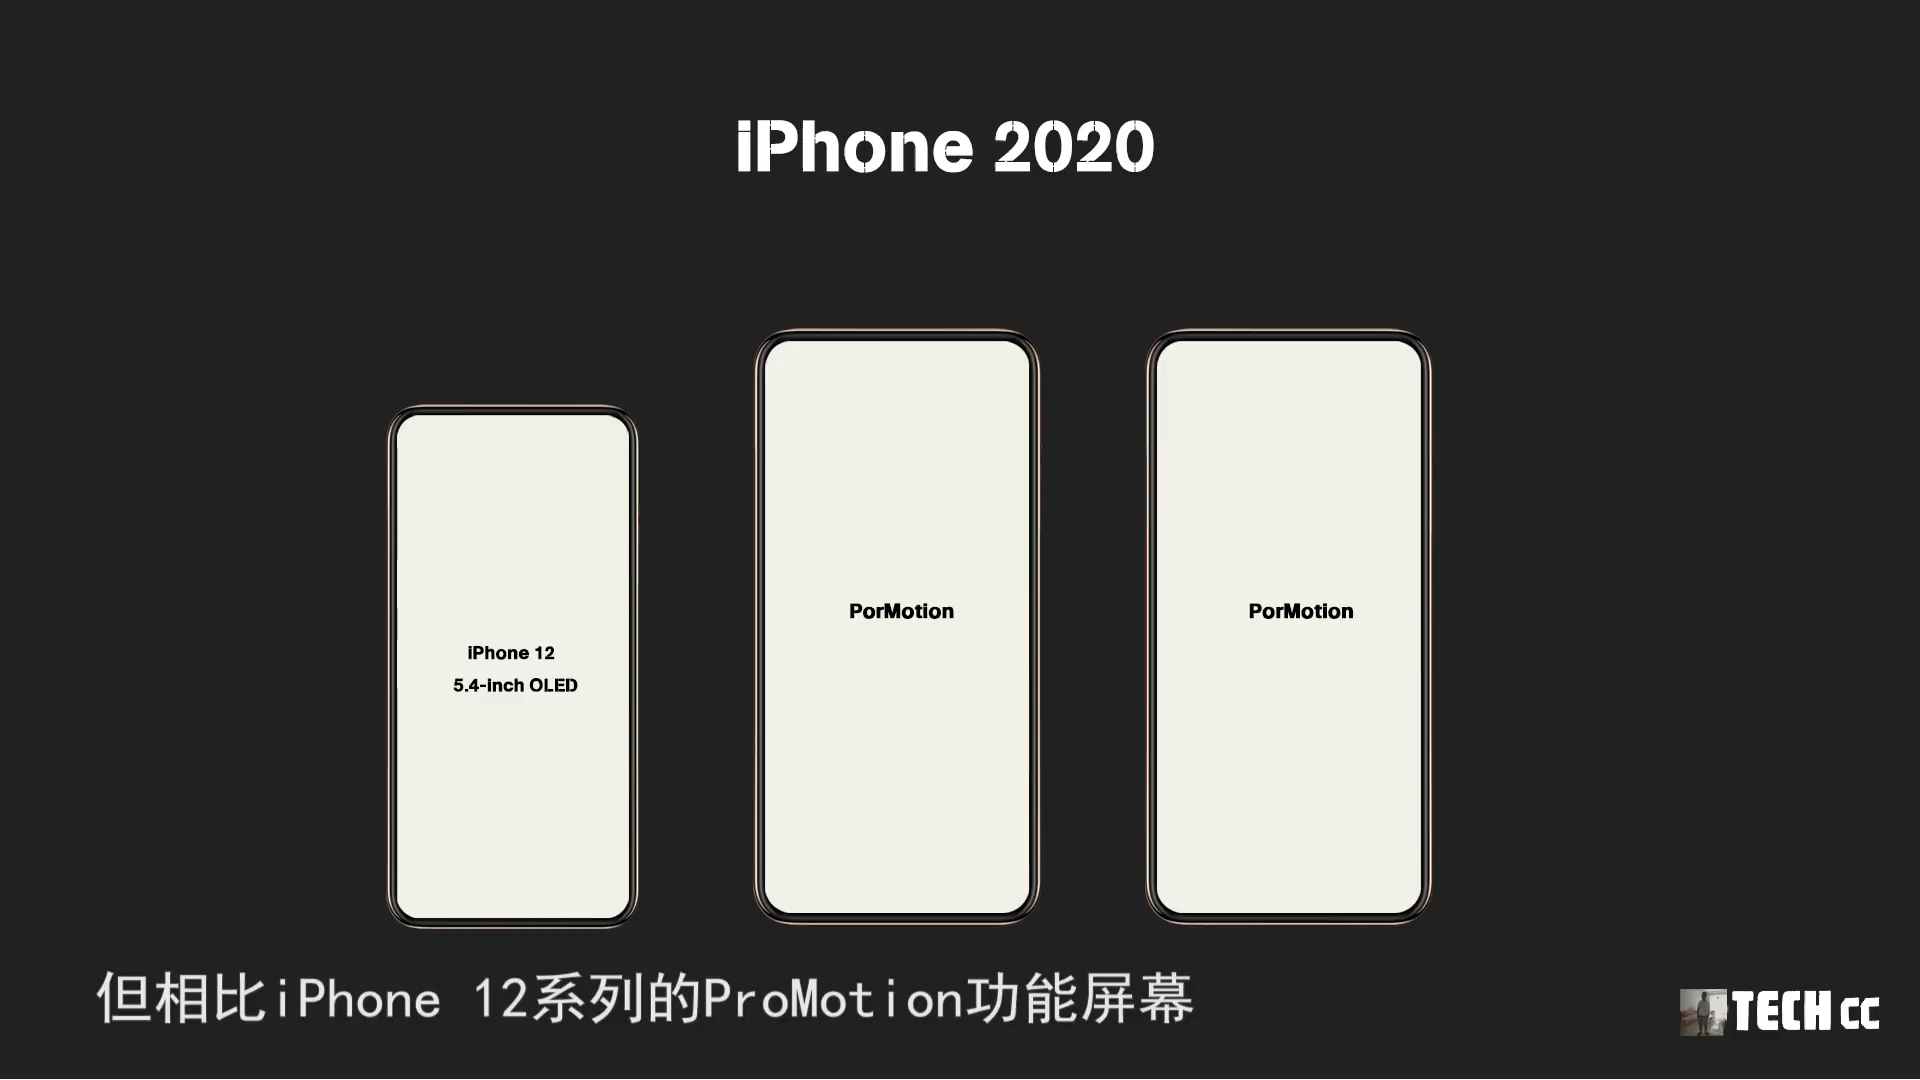 iPhone 2020
iPhone 12
5.4-inch OLED
PorMotion
PorMotion
但相比iPhone 12系列的ProMotion功能屏幕
TECH CC